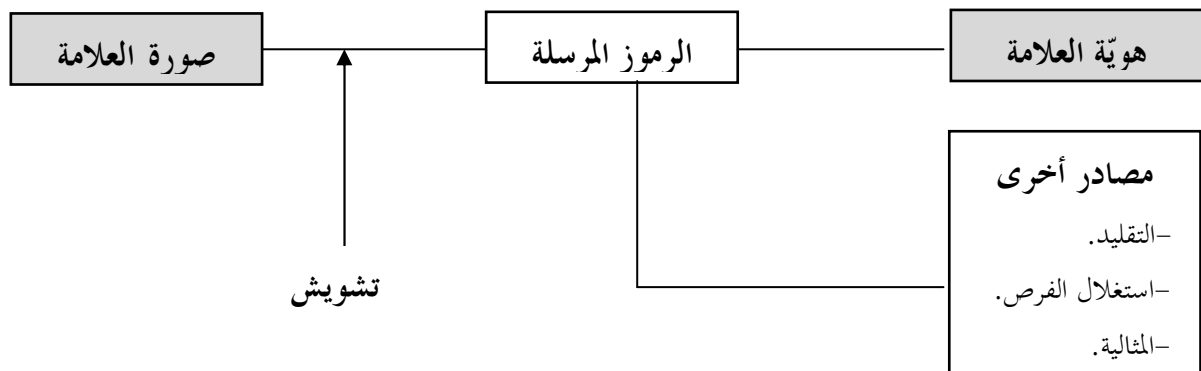 هويّة العلامة
الرموز المرسلة
صورة العلامة
مصادر أخرى
–التقليد.
–استغلال الفرص.
–المثالية.
تشويش